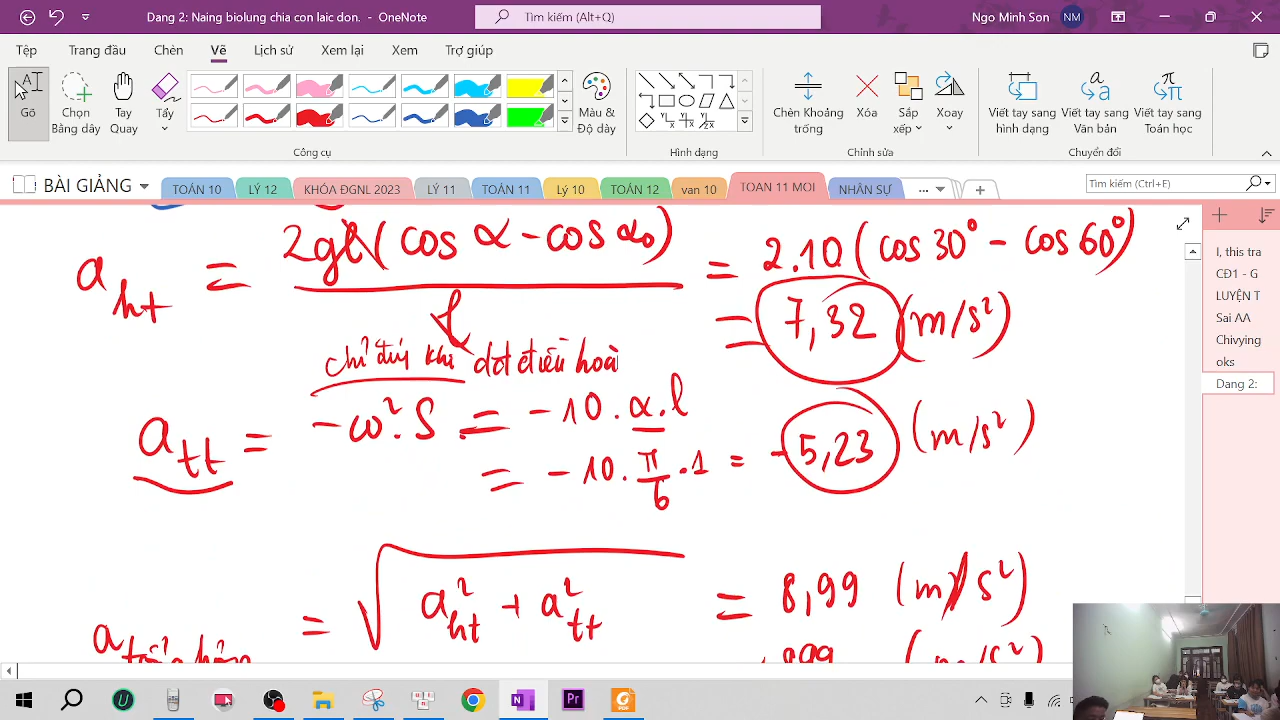 Dang 2: Naing biolung chia con laic don. - OneNote
Tìm kiếm (Alt+Q)
Ngo Minh Son NM
Tệp Trang đầu Chèn Vẽ Lịch sử Xem lại Xem Trợ giúp
Gõ
Chọn Bằng dây
Tay Quay
Tẩy
Màu & Độ dày
Chèn Khoảng trống
Xóa
Sắp xếp
Xoay
Viết tay sang hình dạng
Viết tay sang Văn bản
Viết tay sang Toán học
Công cụ Hình dạng Chỉnh sửa Chuyển đổi
BÀI GIẢNG TOÁN 10 LÝ 12 KHÓA ĐGNL 2023 LÝ 11 TOÁN 11 Lý 10 TOÁN 12 van 10 TOAN 11 MOI NHÂN SỰ ... Tìm kiếm (Ctrl+E)
a_ht = 2gl(cos α - cos α₀) / l = 2.10(cos 30° - cos 60°)
= 7,32 (m/s²)
chỉ đúng khi dđ điều hoà
a_tt = -ω².S = -10.α.l
= -10.π/6.1 = -5,23 (m/s²)
= √(a²_ht + a²_tt) = 8,99 (m/s²)
I, this tra
CĐ1 - G
LUYỆN T
Sai AA
Chivying
oks
Dang 2: